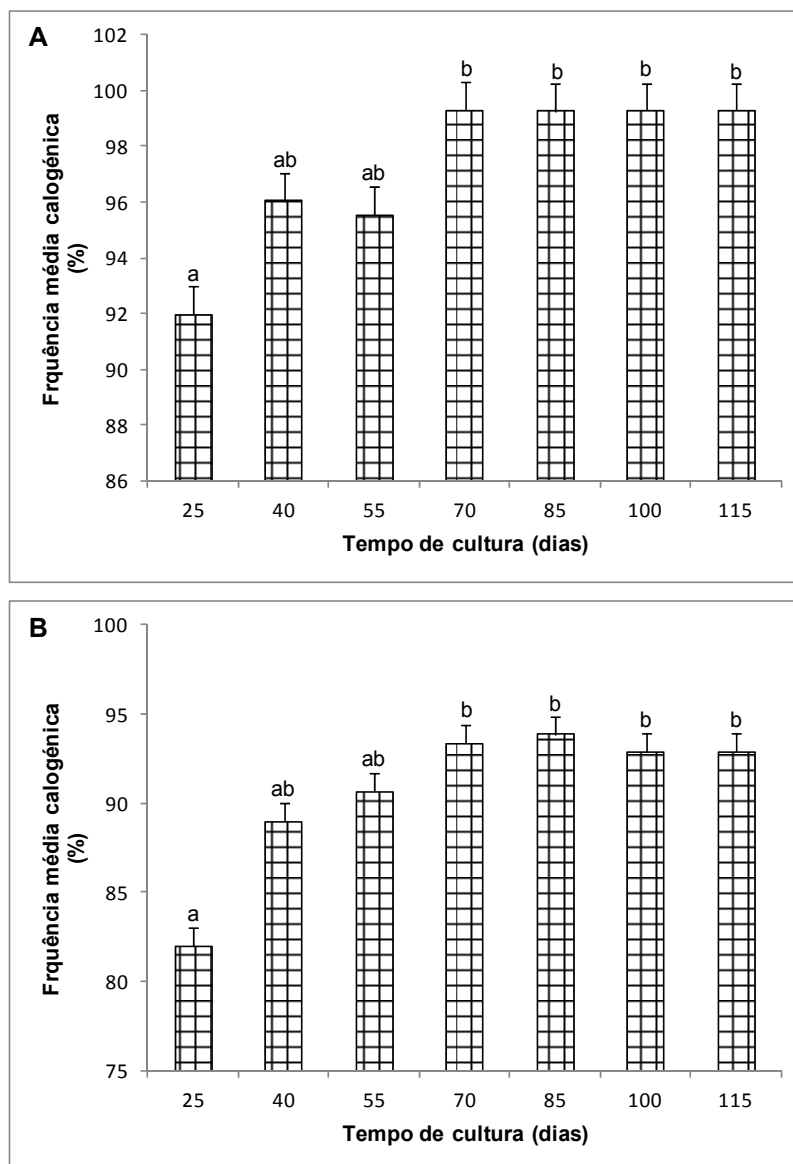 A
102
100
98
96
94
92
90
88
86
a
ab
ab
b
b
b
b
25 40 55 70 85 100 115
Tempo de cultura (dias)
Frquência média calogénica
(%)
B
100
95
90
85
80
75
a
ab
ab
b
b
b
b
25 40 55 70 85 100 115
Tempo de cultura (dias)
Frquência média calogénica
(%)